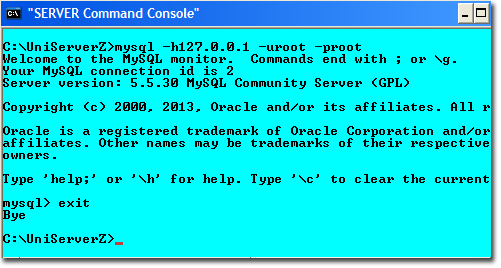 "SERVER Command Console"
C:\UniServerZ>mysql -h127.0.0.1 -uroot -proot
Welcome to the MySQL monitor.  Commands end with ; or \g.
Your MySQL connection id is 2
Server version: 5.5.30 MySQL Community Server (GPL)
Copyright (c) 2000, 2013, Oracle and/or its affiliates. All r
Oracle is a registered trademark of Oracle Corporation and/or
affiliates. Other names may be trademarks of their respective
owners.
Type 'help;' or '\h' for help. Type '\c' to clear the current
mysql> exit
Bye
C:\UniServerZ>_